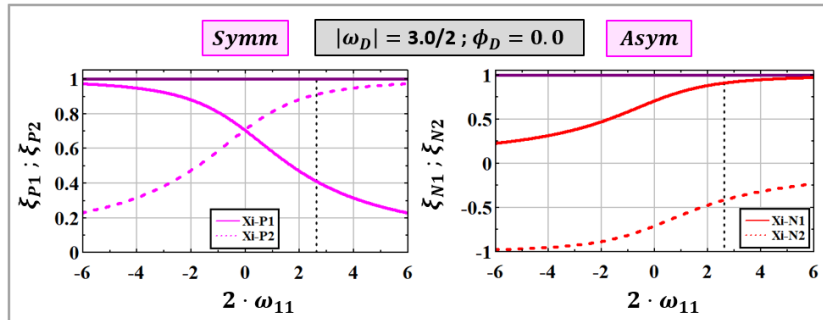 Symm
|ω_D| = 3.0/2 ; ϕ_D = 0.0
Asym
ξ_P1 ; ξ_P2
1
0.8
0.6
0.4
0.2
0
Xi-P1
Xi-P2
-6 -4 -2 0 2 4 6
2 · ω_11
ξ_N1 ; ξ_N2
1
0.5
0
-0.5
-1
Xi-N1
Xi-N2
-6 -4 -2 0 2 4 6
2 · ω_11